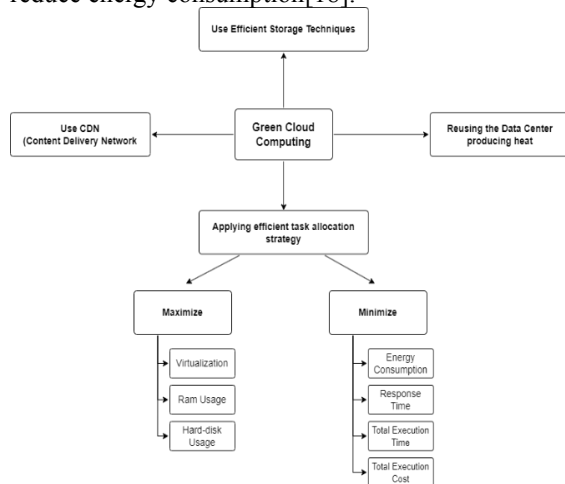 reduce energy consumption[18].
Use Efficient Storage Techniques
Use CDN
(Content Delivery Network
Green Cloud
Computing
Reusing the Data Center
producing heat
Applying efficient task allocation
strategy
Maximize
Minimize
Virtualization
Ram Usage
Hard-disk
Usage
Energy
Consumption
Response
Time
Total Execution
Time
Total Execution
Cost